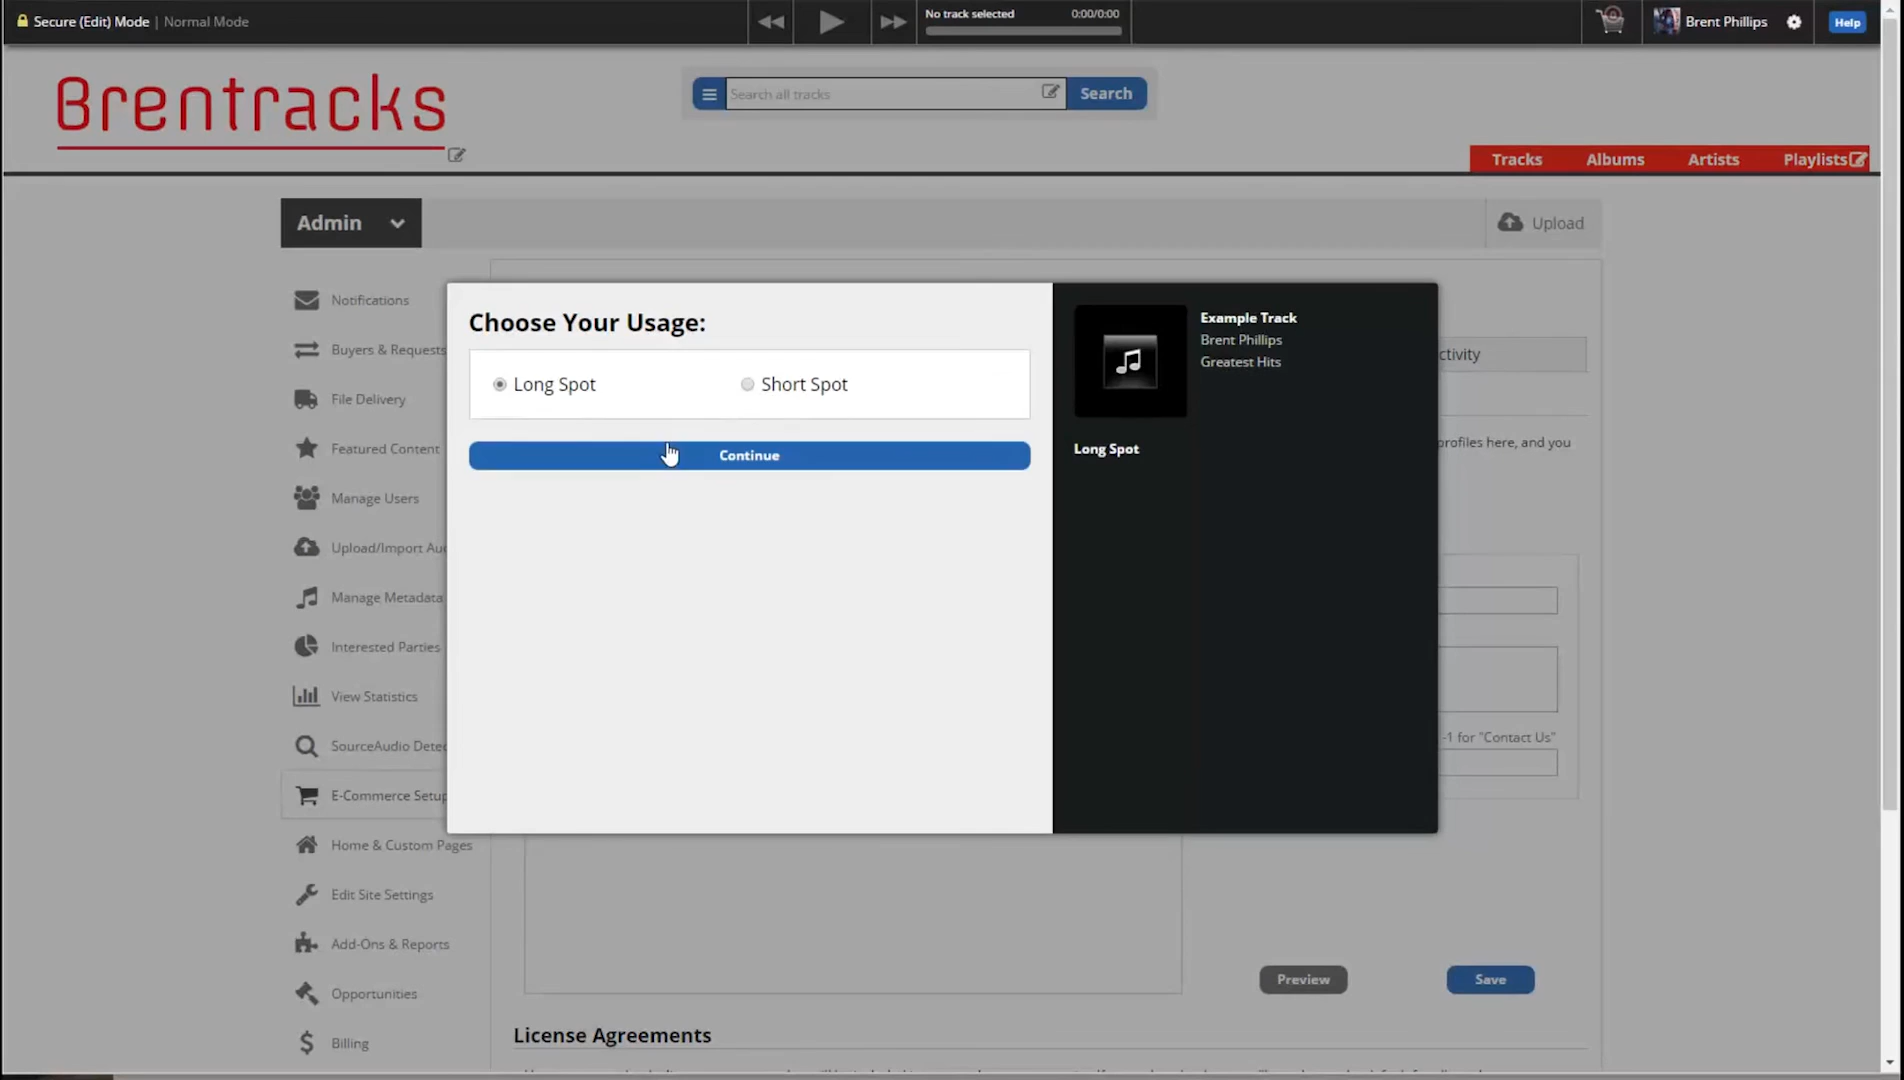 Secure (Edit) Mode | Normal Mode
No track selected 0:00/0:00
Brent Phillips
Help
Brentracks
Search all tracks
Search
Tracks Albums Artists Playlists
Admin
Upload
Notifications
Buyers & Requests
File Delivery
Featured Content
Manage Users
Upload/Import Au
Manage Metadata
Interested Parties
View Statistics
SourceAudio Detec
E-Commerce Setup
Home & Custom Pages
Edit Site Settings
Add-Ons & Reports
Opportunities
Billing
Choose Your Usage:
Long Spot Short Spot
Continue
Example Track
Brent Phillips
Greatest Hits
Long Spot
ctivity
profiles here, and you
-1 for "Contact Us"
Preview Save
License Agreements